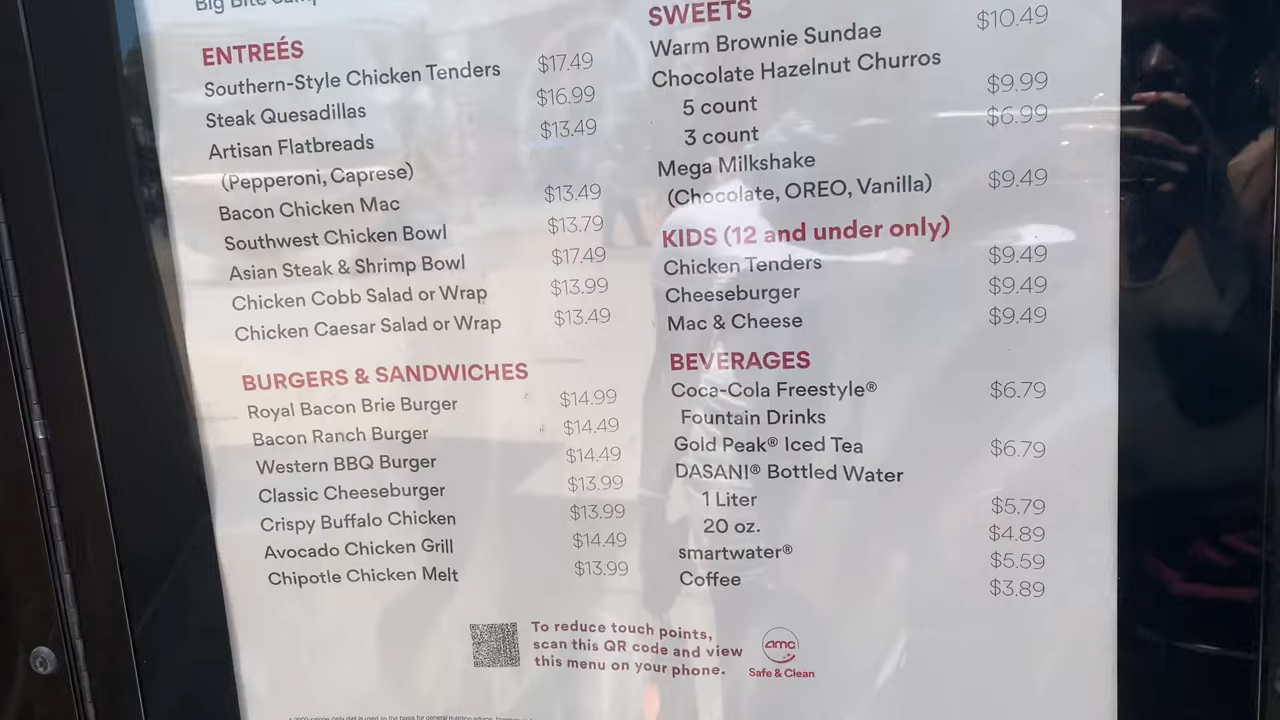 Big Bite
ENTREÉS
Southern-Style Chicken Tenders $17.49
Steak Quesadillas $16.99
Artisan Flatbreads $13.49
(Pepperoni, Caprese)
Bacon Chicken Mac $13.49
Southwest Chicken Bowl $13.79
Asian Steak & Shrimp Bowl $17.49
Chicken Cobb Salad or Wrap $13.99
Chicken Caesar Salad or Wrap $13.49
BURGERS & SANDWICHES
Royal Bacon Brie Burger $14.99
Bacon Ranch Burger $14.49
Western BBQ Burger $14.49
Classic Cheeseburger $13.99
Crispy Buffalo Chicken $13.99
Avocado Chicken Grill $14.49
Chipotle Chicken Melt $13.99
SWEETS
Warm Brownie Sundae $10.49
Chocolate Hazelnut Churros
5 count $9.99
3 count $6.99
Mega Milkshake
(Chocolate, OREO, Vanilla) $9.49
KIDS (12 and under only)
Chicken Tenders $9.49
Cheeseburger $9.49
Mac & Cheese $9.49
BEVERAGES
Coca-Cola Freestyle® $6.79
Fountain Drinks
Gold Peak® Iced Tea $6.79
DASANI® Bottled Water
1 Liter $5.79
20 oz. $4.89
smartwater® $5.59
Coffee $3.89
To reduce touch points,
scan this QR code and view
this menu on your phone.
amc
Safe & Clean